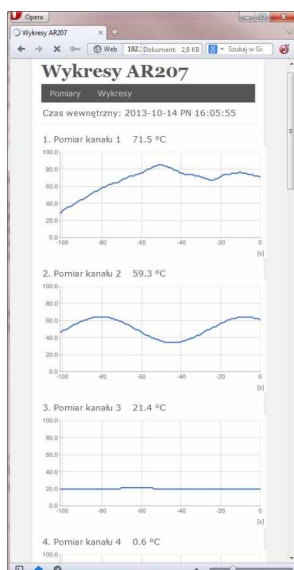 Opera
Wykresy AR207
Web 192.: Dokument: 2,8 KB Szukaj w Gc
Wykresy AR207
Pomiary Wykresy
Czas wewnętrzny: 2013-10-14 PN 16:05:55
1. Pomiar kanału 1 71.5 °C
100.0
80.0
60.0
40.0
20.0
0.0
-100 -80 -60 -40 -20 0
[s]
2. Pomiar kanału 2 59.3 °C
100.0
80.0
60.0
40.0
20.0
0.0
-100 -80 -60 -40 -20 0
[s]
3. Pomiar kanału 3 21.4 °C
100.0
80.0
60.0
40.0
20.0
0.0
-100 -80 -60 -40 -20 0
[s]
4. Pomiar kanału 4 0.6 °C
100.0
80.0